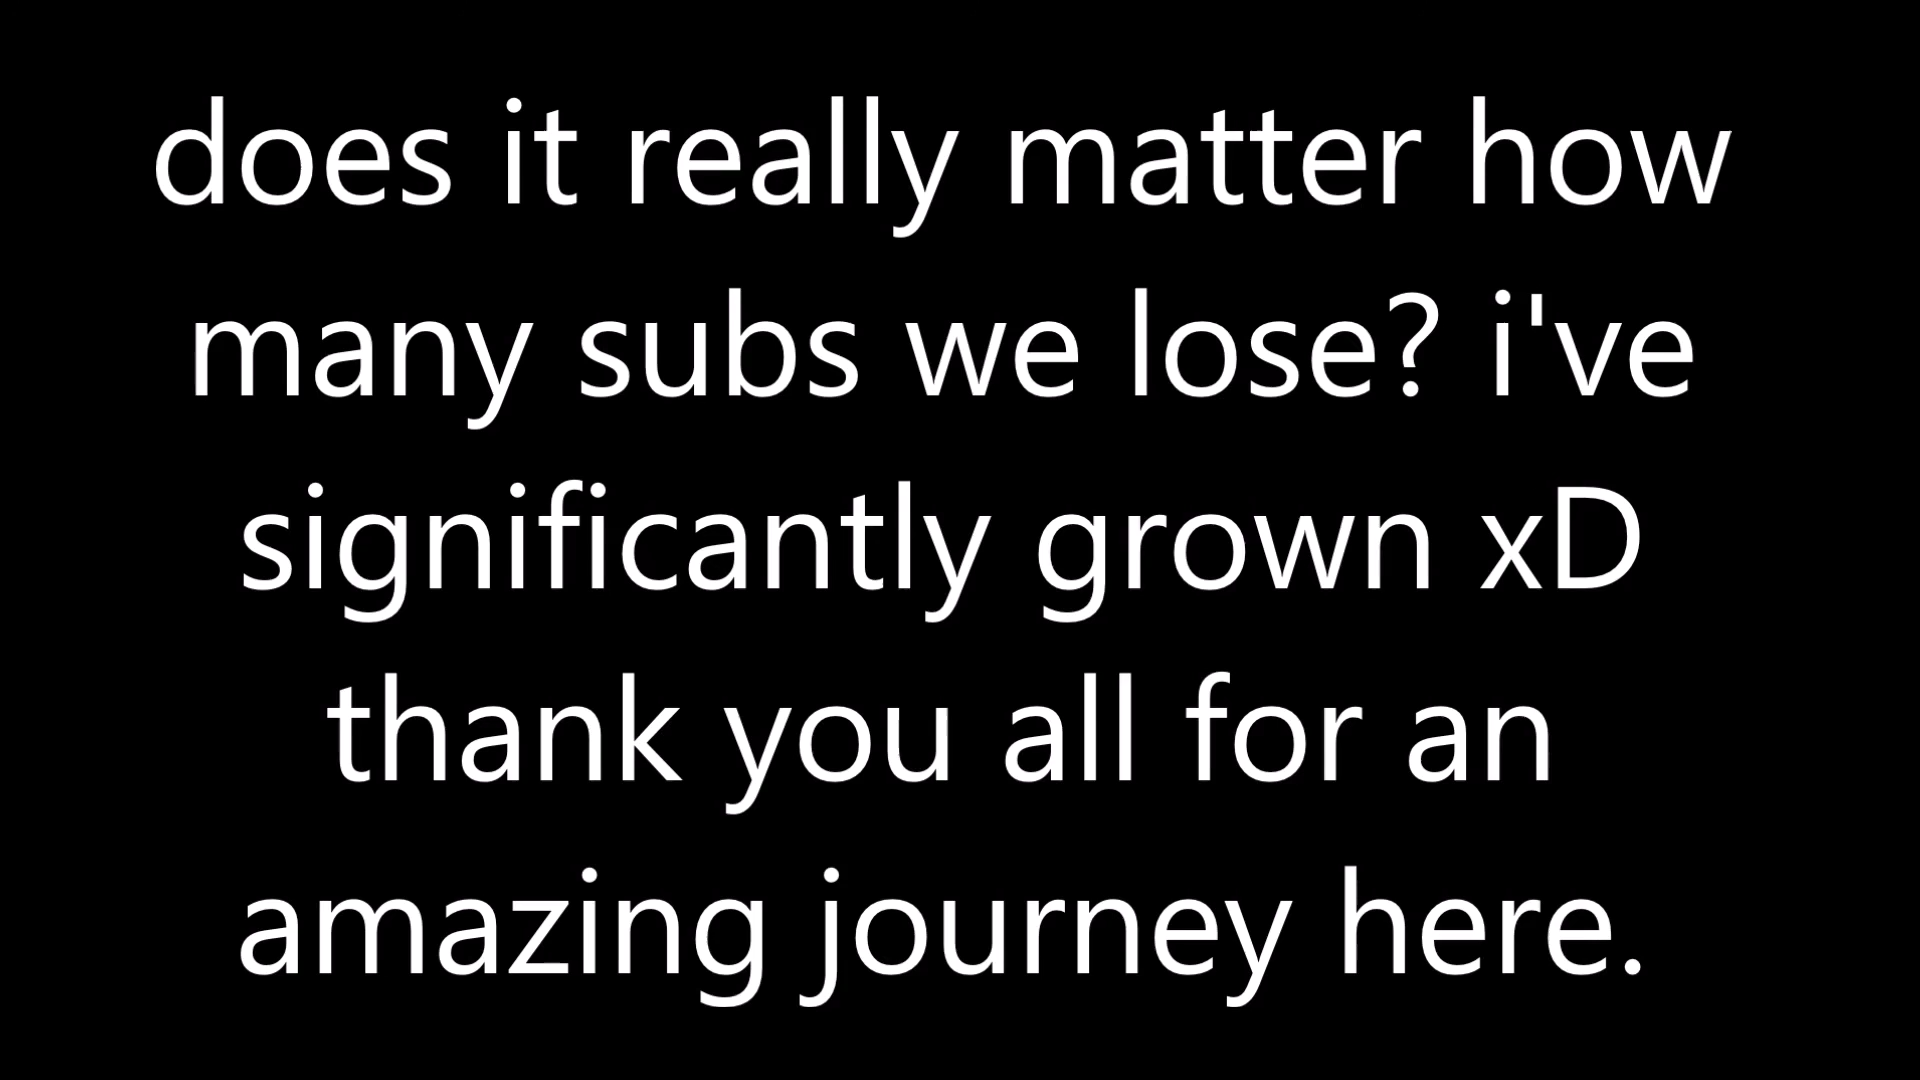 does it really matter how
many subs we lose? i've
significantly grown xD
thank you all for an
amazing journey here.